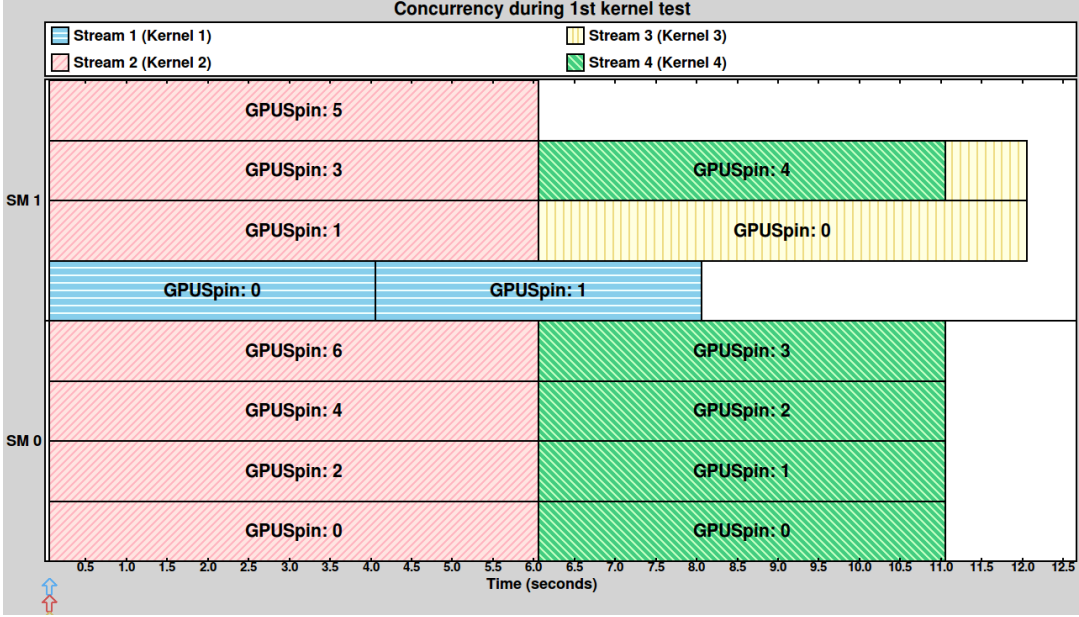 Concurrency during 1st kernel test
Stream 1 (Kernel 1)
Stream 3 (Kernel 3)
Stream 2 (Kernel 2)
Stream 4 (Kernel 4)
GPUSpin: 5
GPUSpin: 3
GPUSpin: 4
SM 1
GPUSpin: 1
GPUSpin: 0
GPUSpin: 0
GPUSpin: 1
GPUSpin: 6
GPUSpin: 3
GPUSpin: 4
GPUSpin: 2
SM 0
GPUSpin: 2
GPUSpin: 1
GPUSpin: 0
GPUSpin: 0
0.5 1.0 1.5 2.0 2.5 3.0 3.5 4.0 4.5 5.0 5.5 6.0 6.5 7.0 7.5 8.0 8.5 9.0 9.5 10.0 10.5 11.0 11.5 12.0 12.5
Time (seconds)